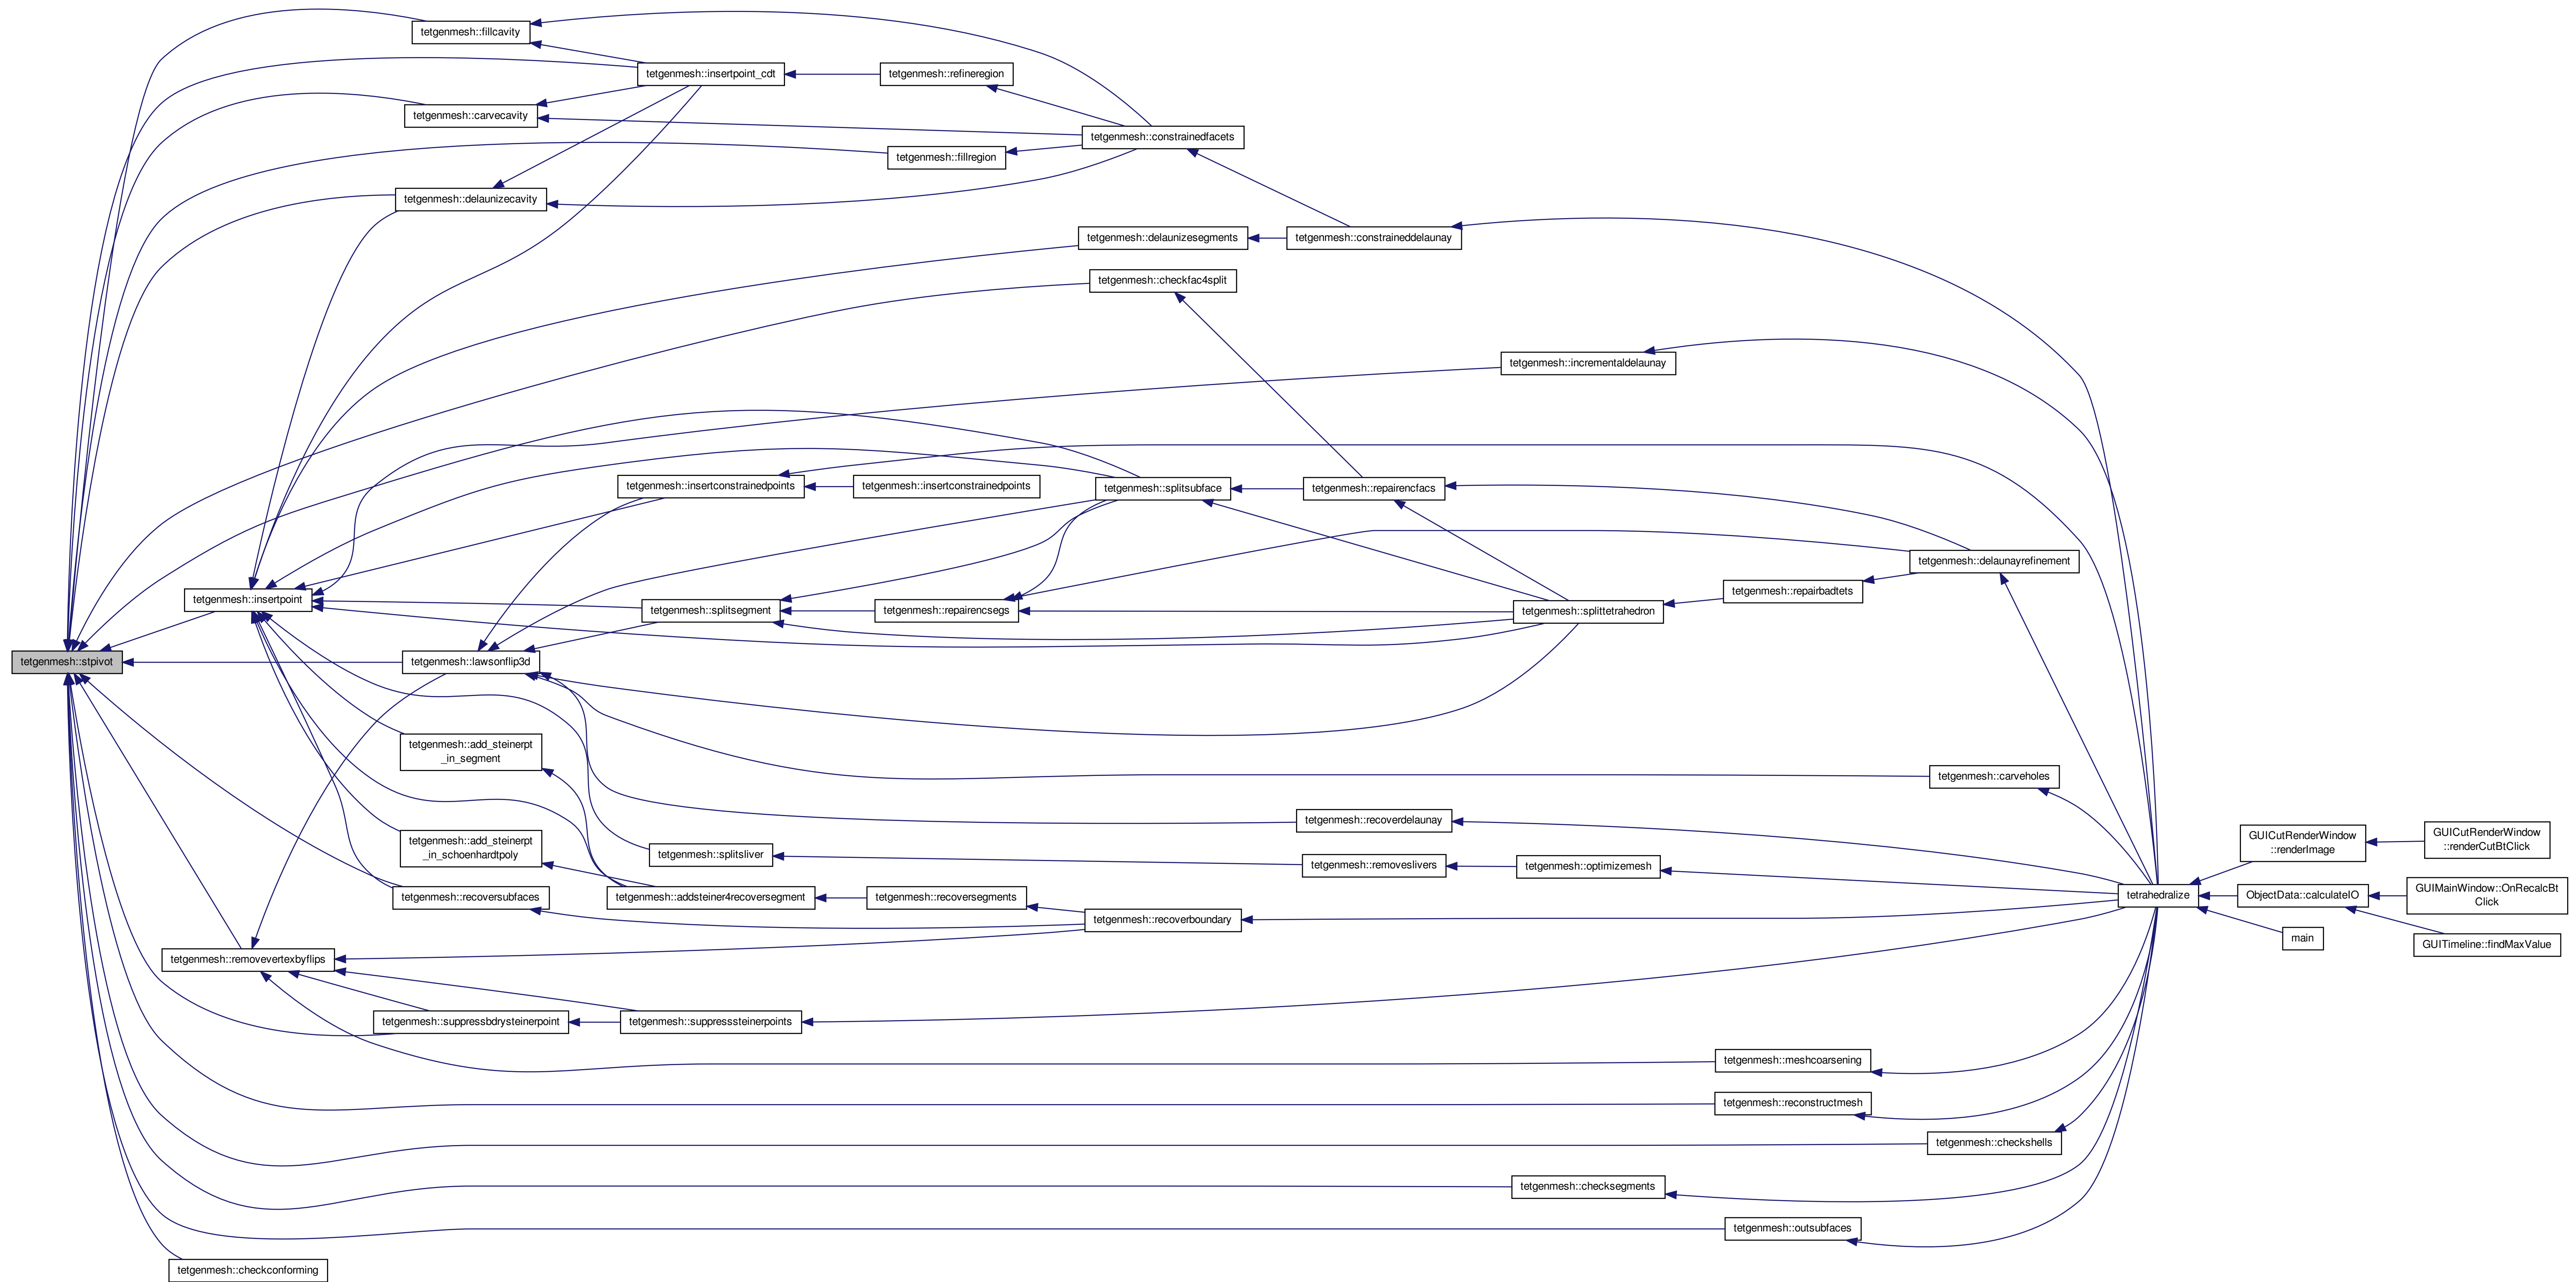 tetgenmesh::fillcavity
tetgenmesh::insertpoint_cdt
tetgenmesh::refineregion
tetgenmesh::carvecavity
tetgenmesh::constrainedfacets
tetgenmesh::fillregion
tetgenmesh::delaunizecavity
tetgenmesh::delaunizesegments
tetgenmesh::constraineddelaunay
tetgenmesh::checkfac4split
tetgenmesh::incrementaldelaunay
tetgenmesh::insertconstrainedpoints
tetgenmesh::insertconstrainedpoints
tetgenmesh::splitsubface
tetgenmesh::repairencfacs
tetgenmesh::delaunayrefinement
tetgenmesh::repairbadtets
tetgenmesh::insertpoint
tetgenmesh::splitsegment
tetgenmesh::repairencsegs
tetgenmesh::splittetrahedron
tetgenmesh::stpivot
tetgenmesh::lawsonflip3d
tetgenmesh::add_steinerpt
_in_segment
tetgenmesh::carveholes
tetgenmesh::recoverdelaunay
tetgenmesh::add_steinerpt
_in_schoenhardtpoly
tetgenmesh::splitsliver
tetgenmesh::removeslivers
tetgenmesh::optimizemesh
GUICutRenderWindow
::renderImage
GUICutRenderWindow
::renderCutBtClick
tetgenmesh::recoversubfaces
tetgenmesh::addsteiner4recoversegment
tetgenmesh::recoversegments
tetgenmesh::recoverboundary
tetrahedralize
ObjectData::calculateIO
GUIMainWindow::OnRecalcBt
Click
main
GUITimeline::findMaxValue
tetgenmesh::removevertexbyflips
tetgenmesh::suppressbdrysteinerpoint
tetgenmesh::suppresssteinerpoints
tetgenmesh::meshcoarsening
tetgenmesh::reconstructmesh
tetgenmesh::checkshells
tetgenmesh::checksegments
tetgenmesh::outsubfaces
tetgenmesh::checkconforming